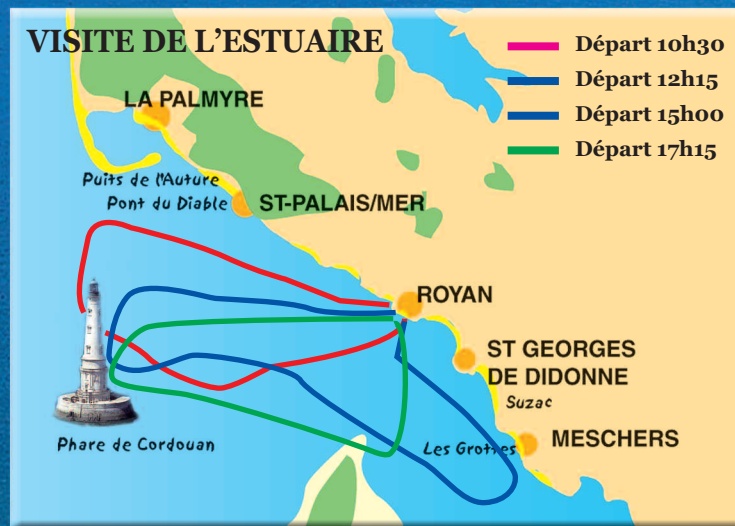 VISITE DE L'ESTUAIRE
Départ 10h30
Départ 12h15
Départ 15h00
Départ 17h15
LA PALMYRE
Puits de l'Auture
Pont du Diable
ST-PALAIS/MER
ROYAN
ST GEORGES
DE DIDONNE
Suzac
Les Grottes
MESCHERS
Phare de Cordouan